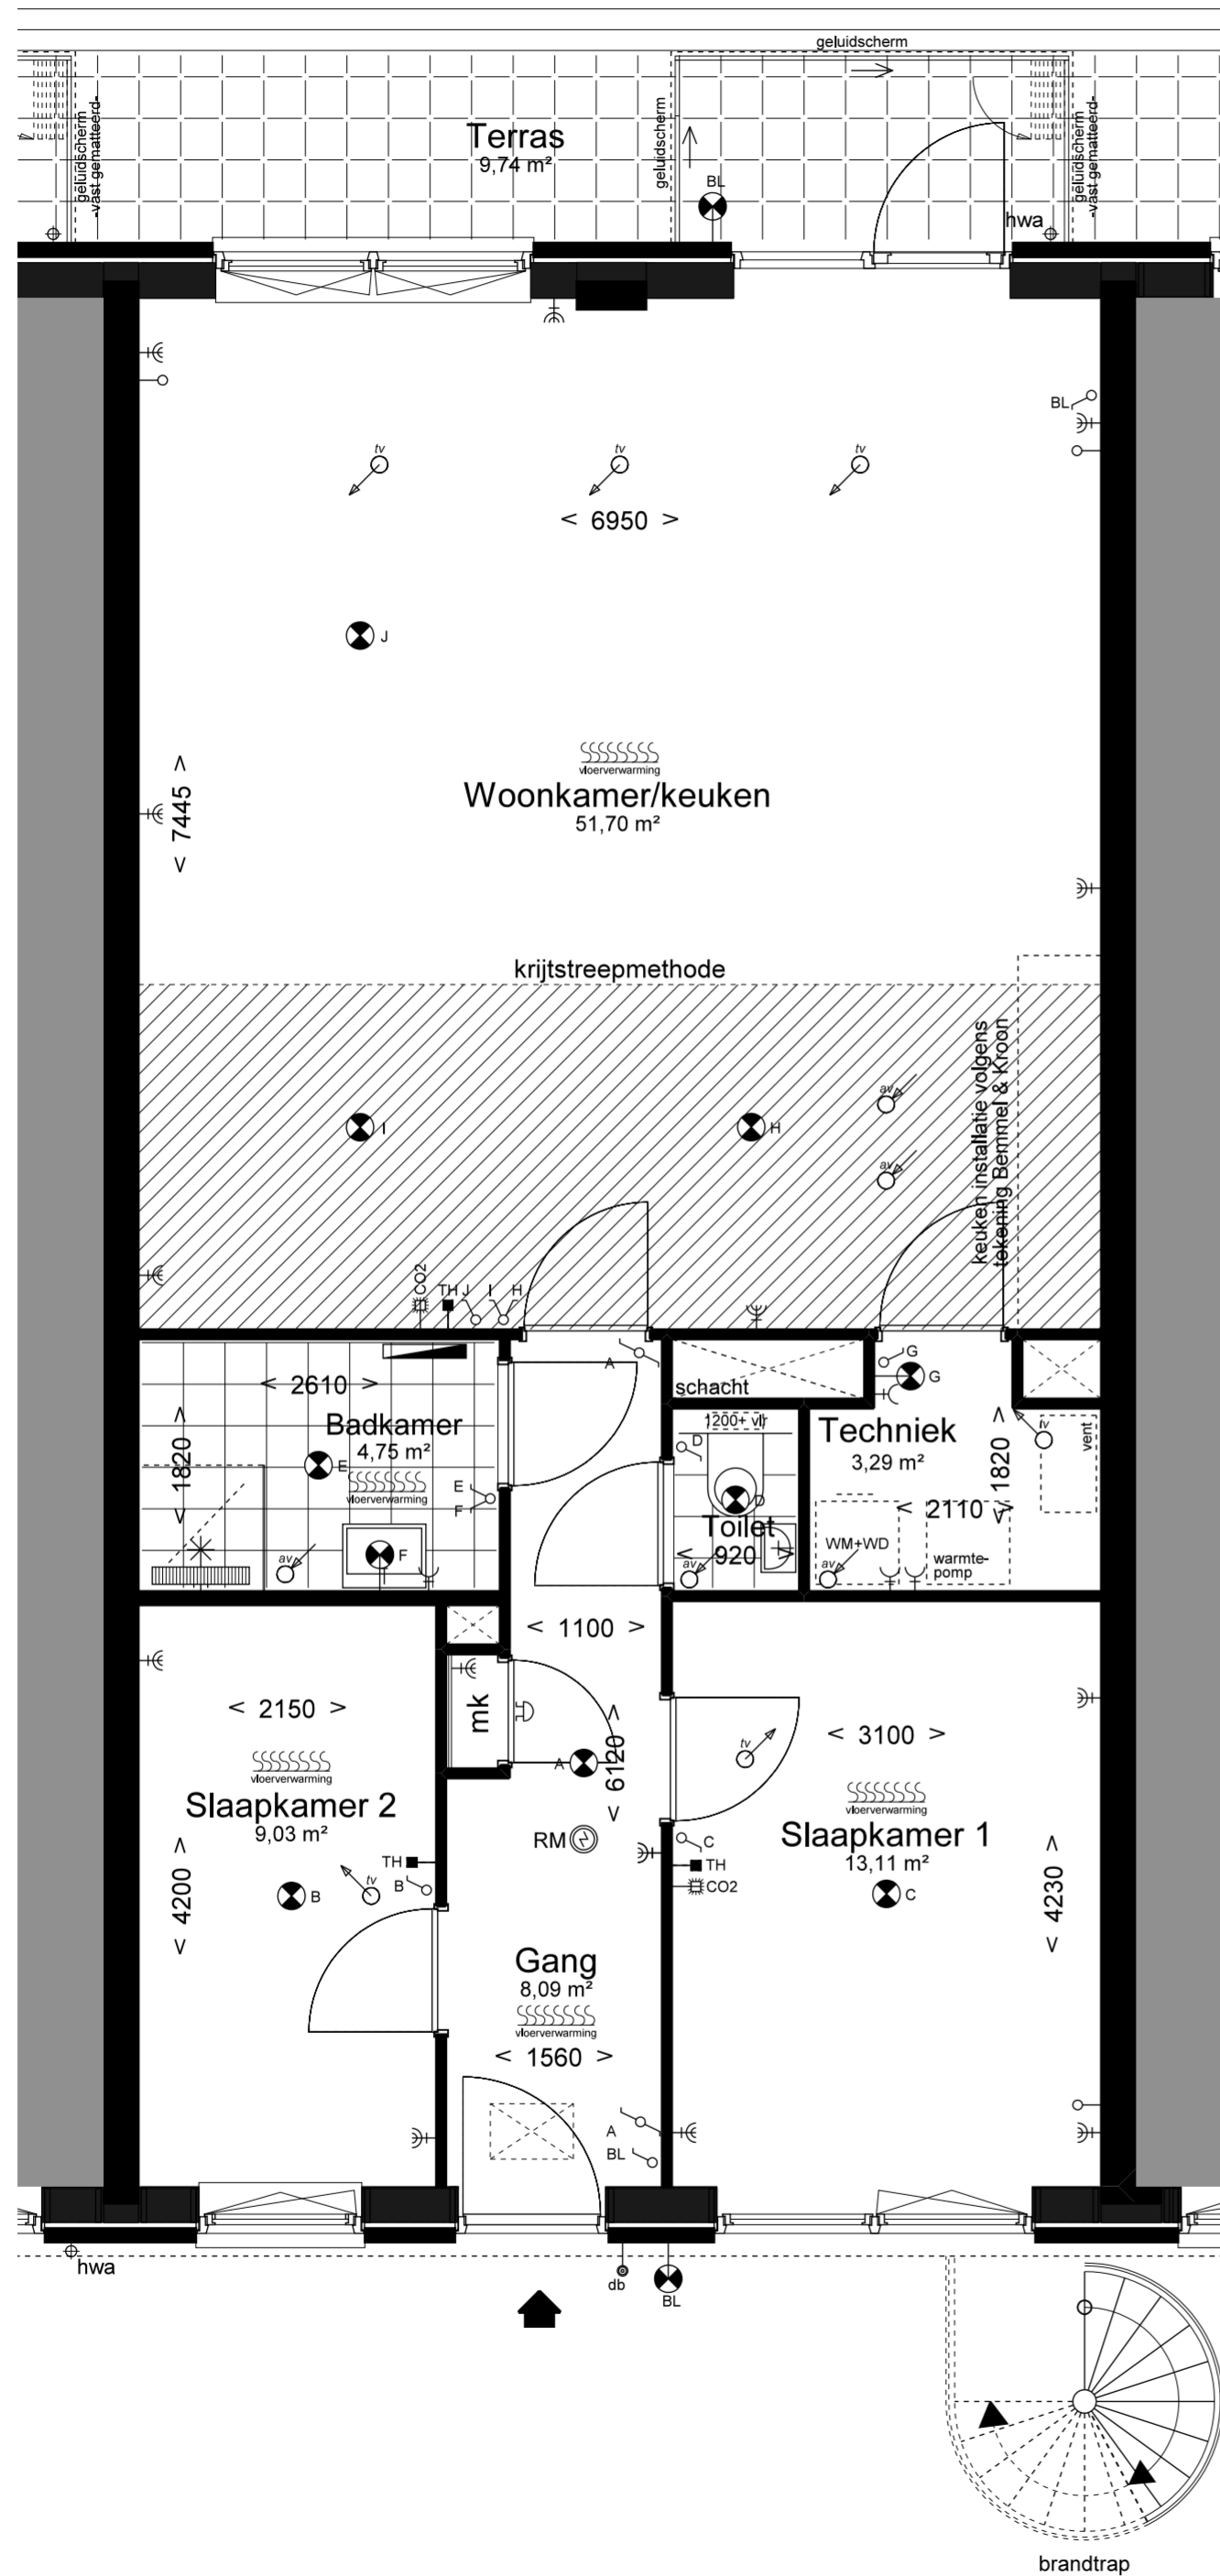 geluidscherm
geluidscherm
-vast gematteerd-
Terras
9,74 m²
geluidscherm
BL
geluidscherm
-vast gematteerd-
hwa
BL
tv
tv
tv
< 6950 >
J
vloerverwarming
Woonkamer/keuken
51,70 m²
< 7445 >
krijtstreepmethode
keuken installatie volgens
tekening Bemmel & Kroon
av
I
H
av
CO2
TH
J
I
H
A
G
G
schacht
< 2610 >
Badkamer
4,75 m²
vloerverwarming
< 1820 >
E
E
F
F
av
1200+ vlr
D
D
Toilet
< 920 >
av
Techniek
3,29 m²
< 1820 >
tv
vent
< 2110 >
WM+WD
av
warmte-
pomp
< 1100 >
mk
A
< 6120 >
< 2150 >
vloerverwarming
Slaapkamer 2
9,03 m²
< 4200 >
TH
B
tv
B
RM
tv
< 3100 >
vloerverwarming
Slaapkamer 1
13,11 m²
C
TH
CO2
C
< 4230 >
Gang
8,09 m²
vloerverwarming
< 1560 >
A
BL
hwa
db
BL
brandtrap